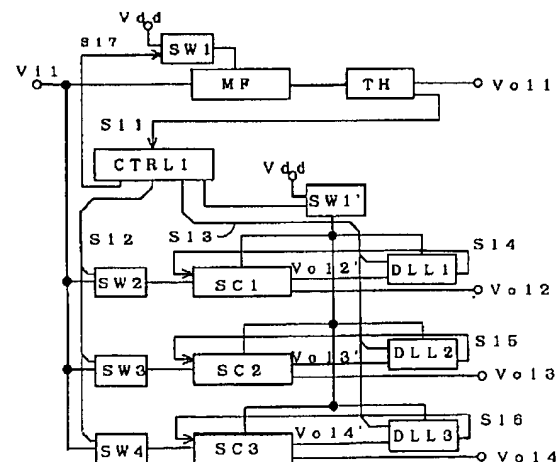 Vdd
S17
SW1
Vi1
MF
TH
Vo11
S11
CTRL1
Vdd
SW1'
S12
S13
S14
Vo12'
DLL1
SW2
SC1
Vo12
S15
Vo13'
DLL2
SW3
SC2
Vo13
S16
Vo14'
DLL3
SW4
SC3
Vo14